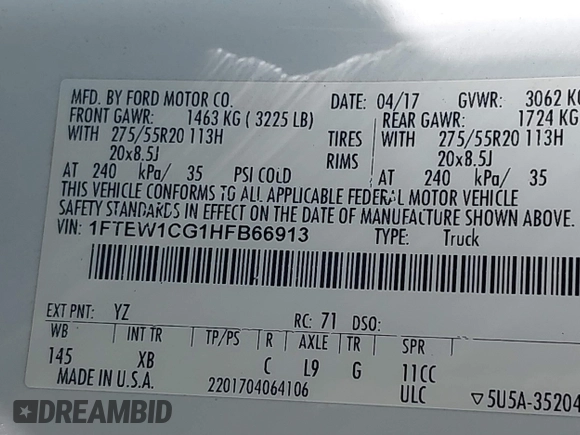 MFD. BY FORD MOTOR CO. DATE: 04/17 GVWR: 3062 KG
FRONT GAWR: 1463 KG ( 3225 LB) REAR GAWR: 1724 KG
WITH 275/55R20 113H TIRES WITH 275/55R20 113H
20x8.5J RIMS 20x8.5J
AT 240 kPa/ 35 PSI COLD AT 240 kPa/ 35
THIS VEHICLE CONFORMS TO ALL APPLICABLE FEDERAL MOTOR VEHICLE
SAFETY STANDARDS IN EFFECT ON THE DATE OF MANUFACTURE SHOWN ABOVE.
VIN: 1FTEW1CG1HFB66913 TYPE: Truck
EXT PNT: YZ RC: 71 DSO:
WB INT TR TP/PS R AXLE TR SPR
145 XB C L9 G 11CC
MADE IN U.S.A. 2201704064106 ULC ▽5U5A-35204
DREAMBID